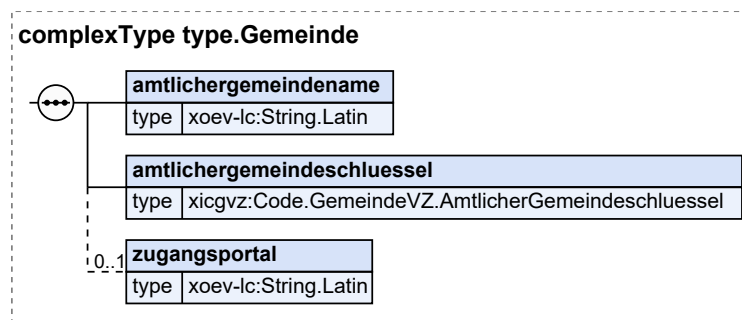 complexType type.Gemeinde
amtlichergemeindename
type xoev-lc:String.Latin
amtlichergemeindeschluessel
type xicgvz:Code.GemeindeVZ.AmtlicherGemeindeschluessel
0..1 zugangsportal
type xoev-lc:String.Latin